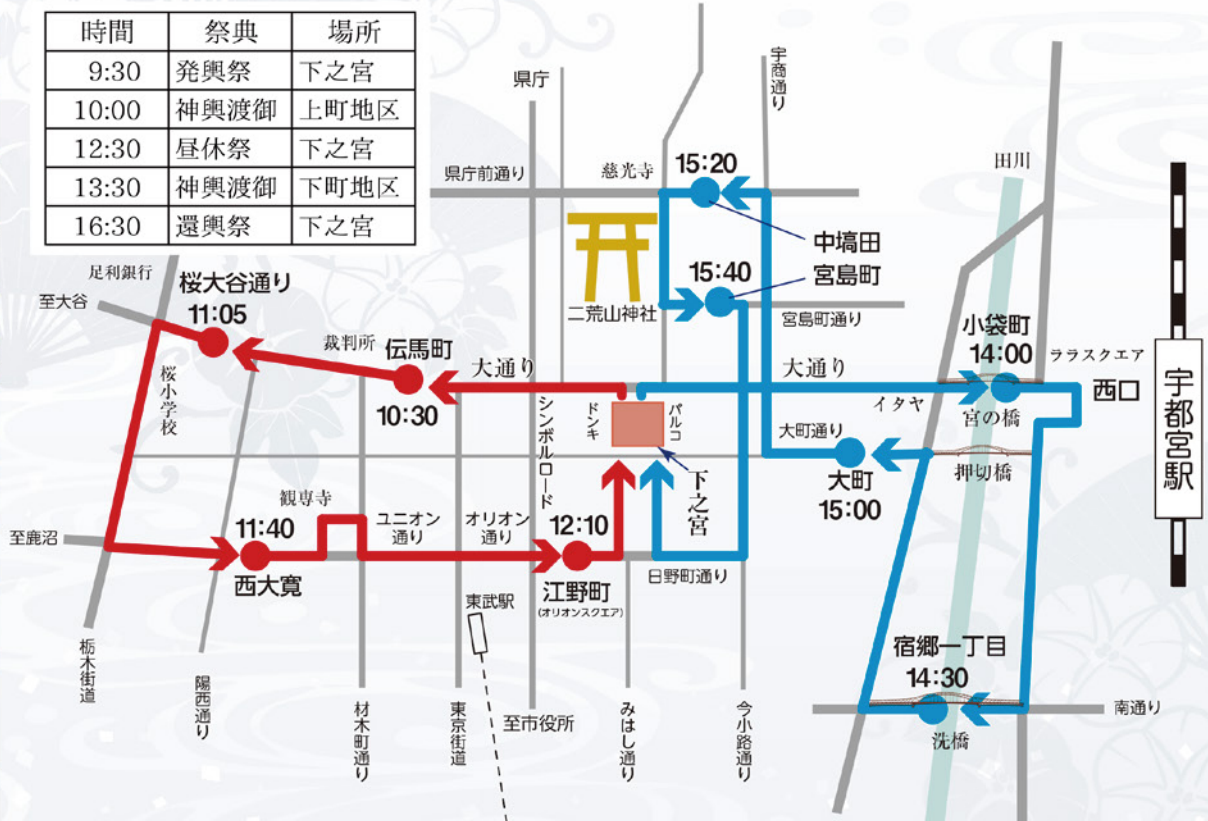 時間 祭典 場所
9:30 発輿祭 下之宮
10:00 神輿渡御 上町地区
12:30 昼休祭 下之宮
13:30 神輿渡御 下町地区
16:30 還輿祭 下之宮
県庁
宇商通り
県庁前通り
慈光寺
15:20
田川
中塙田
宮島町
15:40
二荒山神社
宮島町通り
足利銀行
至大谷
桜大谷通り
11:05
裁判所
伝馬町
10:30
大通り
大通り
小袋町
14:00
ララスクエア
西口
宇都宮駅
桜小学校
シンボルロード
ドンキ
パルコ
イタヤ
宮の橋
大町通り
押切橋
大町
15:00
下之宮
観専寺
11:40
西大寛
至鹿沼
ユニオン
通り
オリオン
通り
12:10
江野町
(オリオンスクエア)
日野町通り
東武駅
宿郷一丁目
14:30
洗橋
南通り
栃木街道
陽西通り
材木町通り
東京街道
至市役所
みはし通り
今小路通り